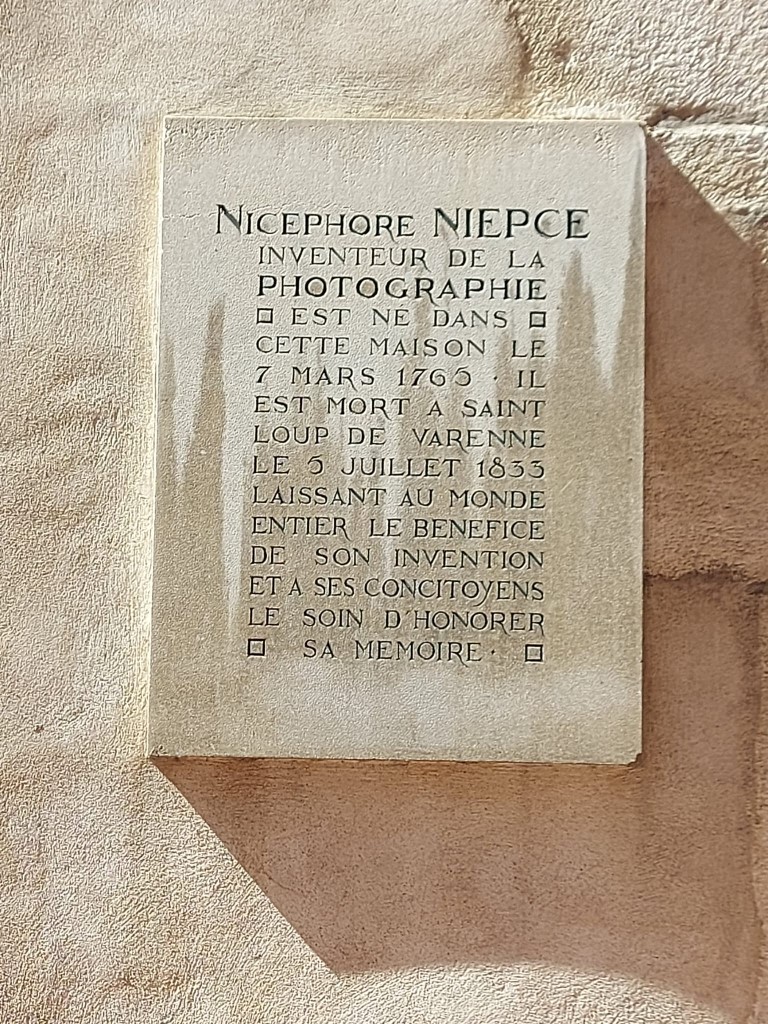 NICEPHORE NIEPCE
INVENTEUR DE LA
PHOTOGRAPHIE
EST NE DANS
CETTE MAISON LE
7 MARS 1765 · IL
EST MORT A SAINT
LOUP DE VARENNE
LE 5 JUILLET 1833
LAISSANT AU MONDE
ENTIER LE BENEFICE
DE SON INVENTION
ET A SES CONCITOYENS
LE SOIN D'HONORER
SA MEMOIRE ·